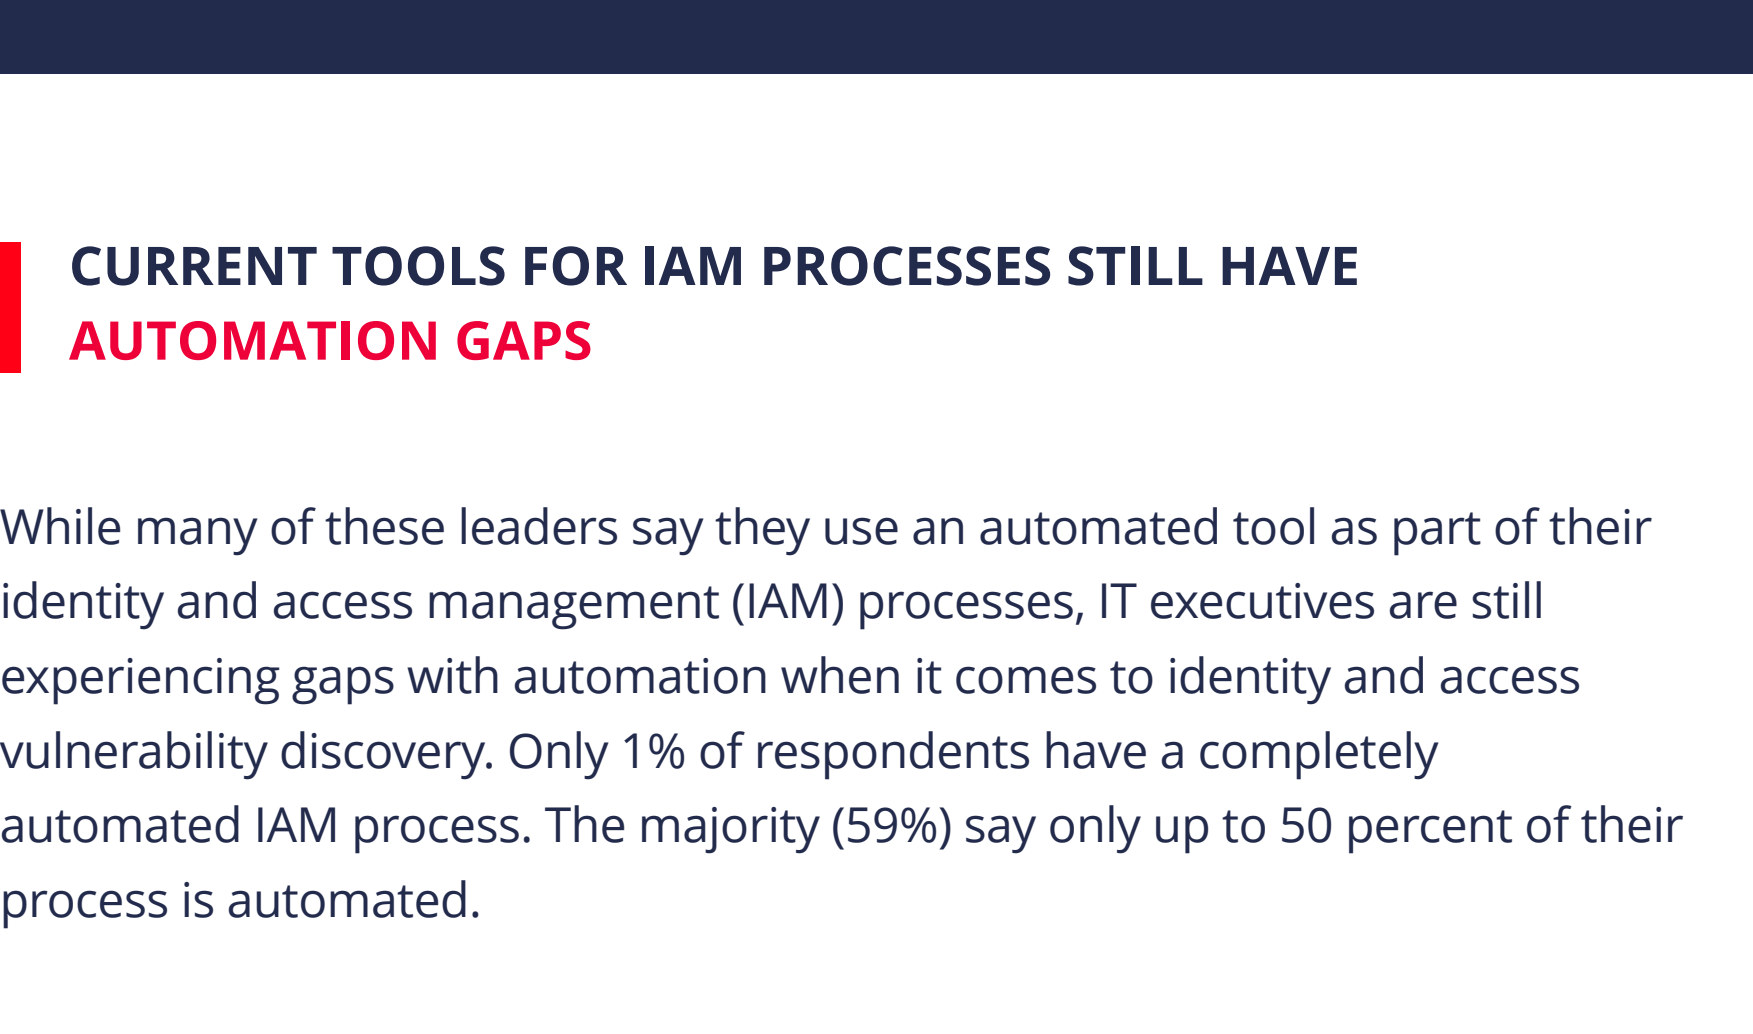 CURRENT TOOLS FOR IAM PROCESSES STILL HAVE
AUTOMATION GAPS
While many of these leaders say they use an automated tool as part of their
identity and access management (IAM) processes, IT executives are still
experiencing gaps with automation when it comes to identity and access
vulnerability discovery. Only 1% of respondents have a completely
automated IAM process. The majority (59%) say only up to 50 percent of their
process is automated.